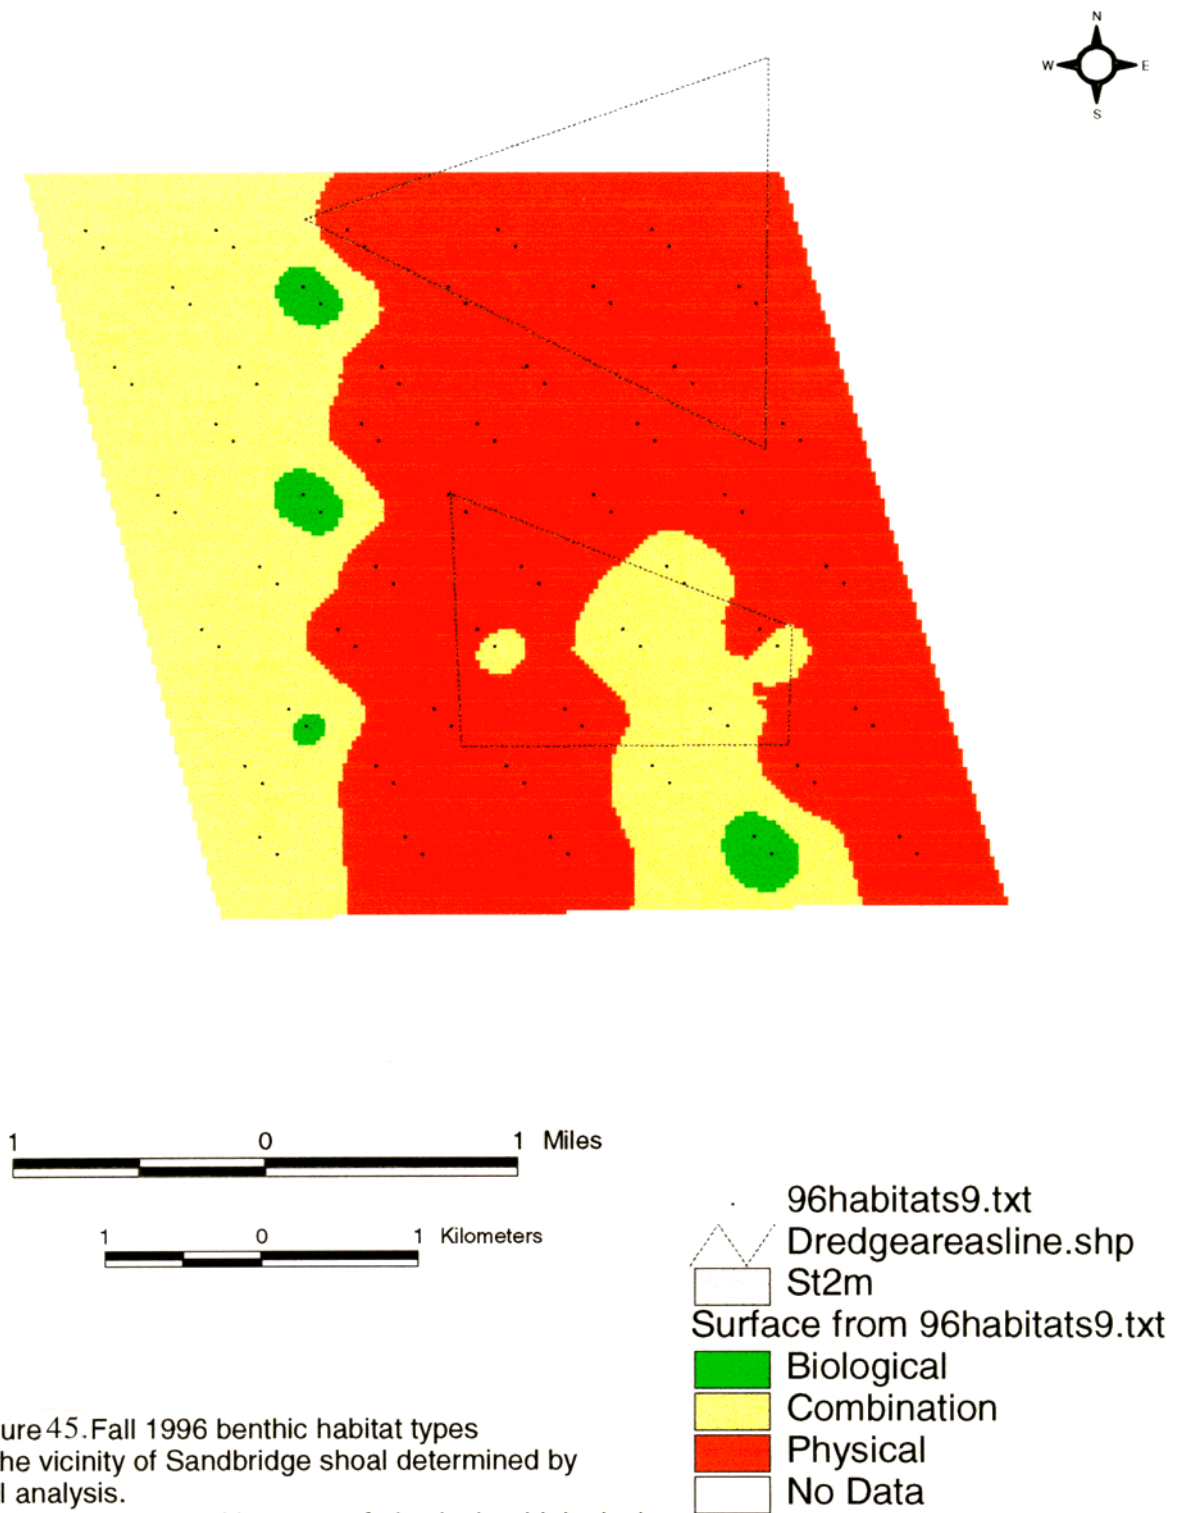 N
W E
S
1 0 1 Miles
1 0 1 Kilometers
96habitats9.txt
Dredgeareasline.shp
St2m
Surface from 96habitats9.txt
Biological
Combination
Physical
No Data
ure 45. Fall 1996 benthic habitat types
he vicinity of Sandbridge shoal determined by
l analysis.